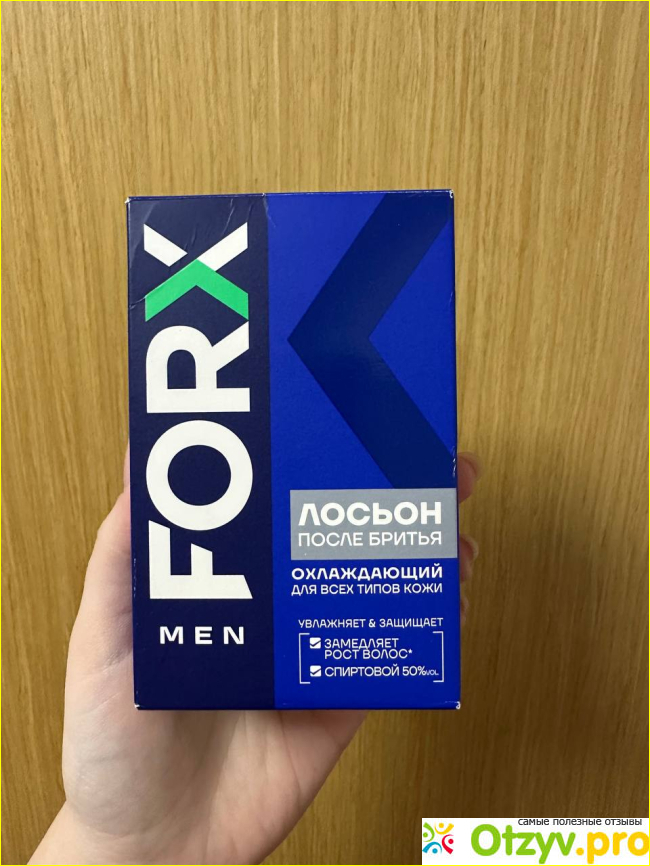 FORX
MEN
ЛОСЬОН
ПОСЛЕ БРИТЬЯ
ОХЛАЖДАЮЩИЙ
ДЛЯ ВСЕХ ТИПОВ КОЖИ
УВЛАЖНЯЕТ & ЗАЩИЩАЕТ
ЗАМЕДЛЯЕТ
РОСТ ВОЛОС*
СПИРТОВОЙ 50%VOL
самые полезные отзывы
Otzyv.pro